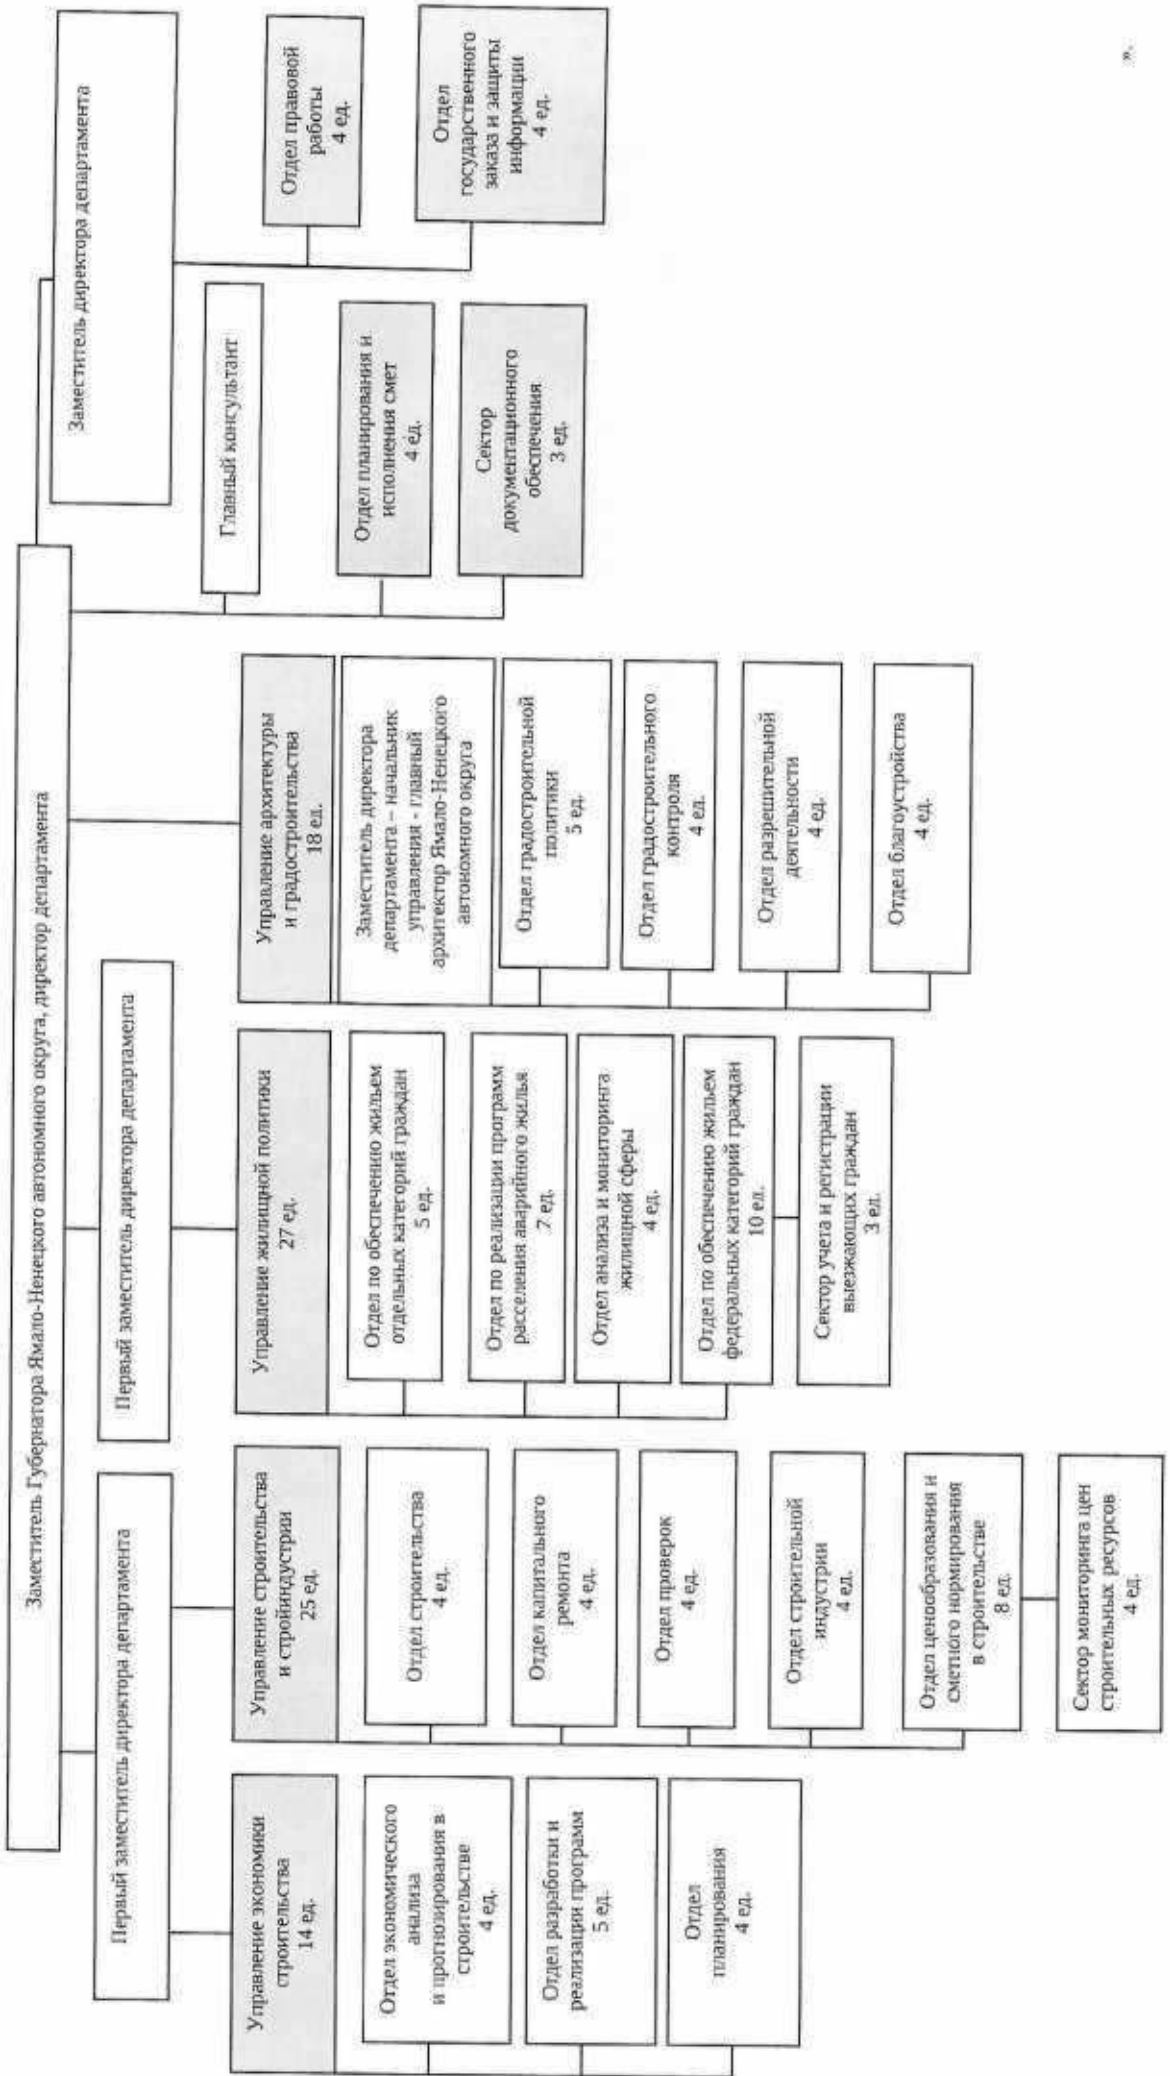 Заместитель Губернатора Ямало-Ненецкого автономного округа, директор департамента
Первый заместитель директора департамента
Первый заместитель директора департамента
Заместитель директора департамента
Управление экономики
строительства
14 ед.
Отдел экономического
анализа
и прогнозирования в
строительстве
4 ед.
Отдел разработки и
реализации программ
5 ед.
Отдел
планирования
4 ед.
Управление строительства
и стройиндустрии
25 ед.
Отдел строительства
4 ед.
Отдел капитального
ремонта
4 ед.
Отдел проверок
4 ед.
Отдел строительной
индустрии
4 ед.
Отдел ценообразования и
сметного нормирования
в строительстве
8 ед.
Сектор мониторинга цен
строительных ресурсов
4 ед.
Управление жилищной политики
27 ед.
Отдел по обеспечению жильем
отдельных категорий граждан
5 ед.
Отдел по реализации программ
расселения аварийного жилья
7 ед.
Отдел анализа и мониторинга
жилищной сферы
4 ед.
Отдел по обеспечению жильем
федеральных категорий граждан
10 ед.
Сектор учета и регистрации
выезжающих граждан
3 ед.
Управление архитектуры
и градостроительства
18 ед.
Заместитель директора
департамента – начальник
управления - главный
архитектор Ямало-Ненецкого
автономного округа
Отдел градостроительной
политики
5 ед.
Отдел градостроительного
контроля
4 ед.
Отдел разрешительной
деятельности
4 ед.
Отдел благоустройства
4 ед.
Главный консультант
Отдел планирования и
исполнения смет
4 ед.
Сектор
документационного
обеспечения
3 ед.
Отдел правовой
работы
4 ед.
Отдел
государственного
заказа и защиты
информации
4 ед.
».